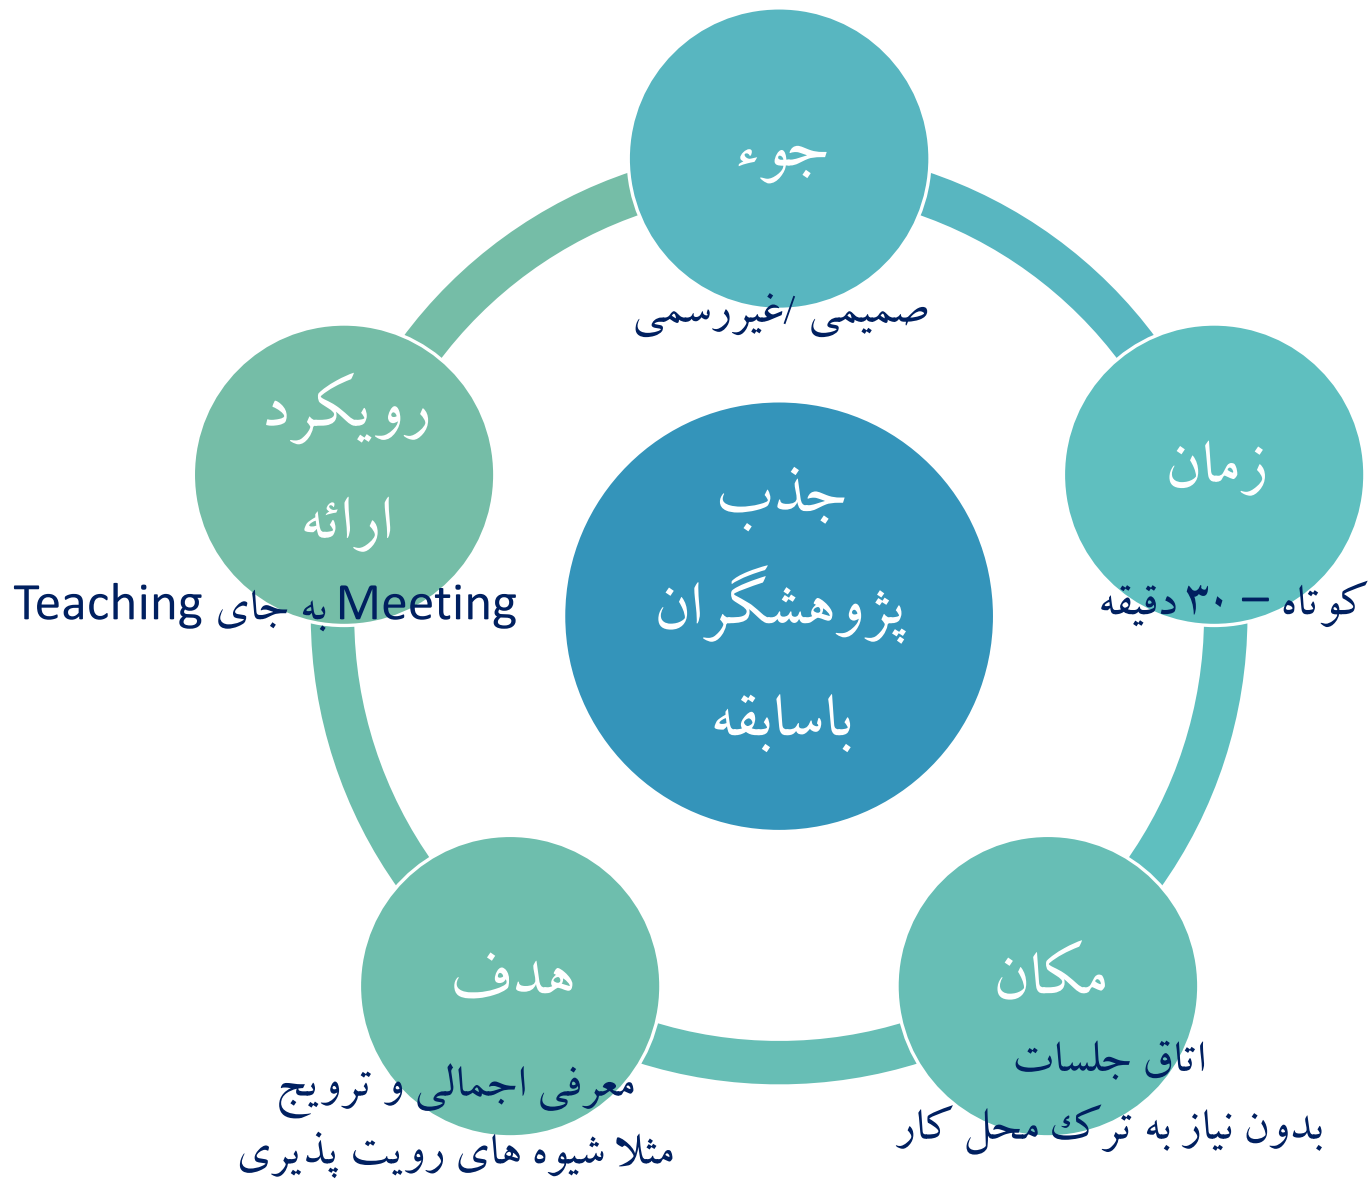 جوء
صمیمی /غیررسمی
زمان
کوتاه – ۳۰ دقیقه
مکان
اتاق جلسات
بدون نیاز به ترک محل کار
هدف
معرفی اجمالی و ترویج
مثلا شیوه های رویت پذیری
رویکرد
ارائه
Meeting به جای Teaching
جذب
پژوهشگران
باسابقه